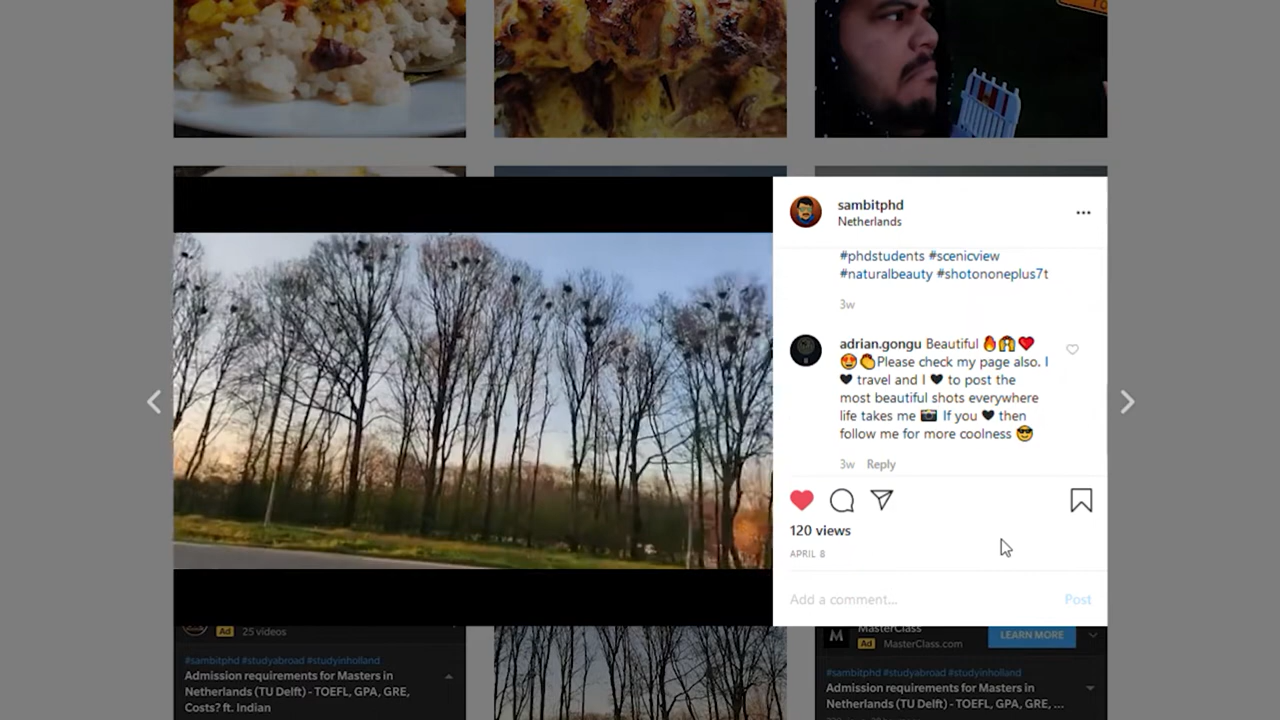 sambitphd
Netherlands
#phdstudents #scenicview
#naturalbeauty #shotononeplus7t
3w
adrian.gongu Beautiful 🔥🙌❤️
😍👏Please check my page also. I
🖤 travel and I 🖤 to post the
most beautiful shots everywhere
life takes me 📸 If you 🖤 then
follow me for more coolness 😎
3w Reply
120 views
APRIL 8
Add a comment... Post
Ad 25 videos
#sambitphd #studyabroad #studyinholland
Admission requirements for Masters in
Netherlands (TU Delft) - TOEFL, GPA, GRE,
Costs? ft. Indian
M MasterClass
Ad MasterClass.com
LEARN MORE
#sambitphd #studyabroad #studyinholland
Admission requirements for Masters in
Netherlands (TU Delft) - TOEFL, GPA, GRE, ...